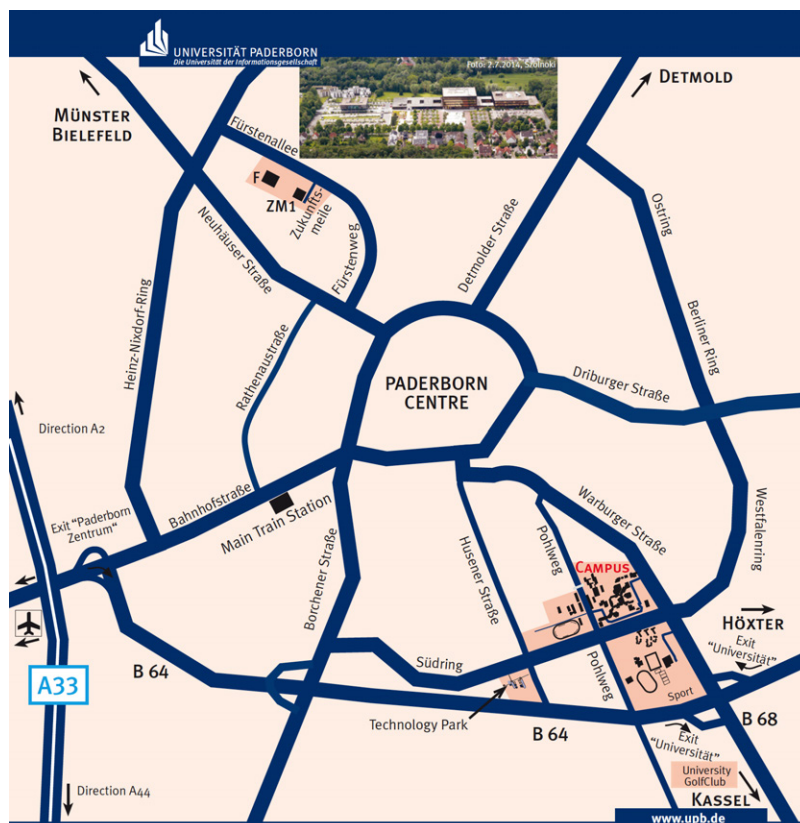 UNIVERSITÄT PADERBORN
Die Universität der Informationsgesellschaft
Foto: 2.7.2014, Szolnoki
DETMOLD
MÜNSTER
BIELEFELD
Fürstenallee
F
ZM1
Zukunfts-
meile
Fürstenweg
Neuhäuser Straße
Heinz-Nixdorf-Ring
Rathenaustraße
Detmolder Straße
Ostring
Berliner Ring
PADERBORN
CENTRE
Driburger Straße
Direction A2
Exit "Paderborn
Zentrum"
Bahnhofstraße
Main Train Station
Borchener Straße
Husener Straße
Pohlweg
Warburger Straße
Westfalenring
CAMPUS
HÖXTER
Exit
"Universität"
A33
B 64
Südring
Pohlweg
Sport
Technology Park
B 64
B 68
Exit
"Universität"
University
GolfClub
KASSEL
Direction A44
www.upb.de